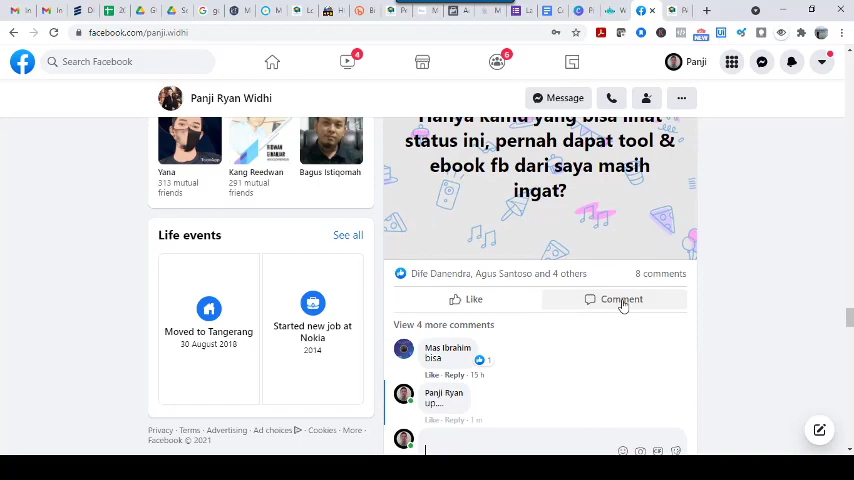 facebook.com/panji.widhi
Search Facebook
4
6
Panji
Panji Ryan Widhi
Message
Hanya kamu yang bisa lihat
status ini, pernah dapat tool &
ebook fb dari saya masih
ingat?
Yana
313 mutual
friends
Kang Reedwan
291 mutual
friends
Bagus Istiqomah
Life events
See all
Moved to Tangerang
30 August 2018
Started new job at
Nokia
2014
Privacy · Terms · Advertising · Ad choices · Cookies · More ·
Facebook © 2021
Dife Danendra, Agus Santoso and 4 others
8 comments
Like
Comment
View 4 more comments
Mas Ibrahim
bisa
1
Like · Reply · 15 h
Panji Ryan
up....
Like · Reply · 1 m